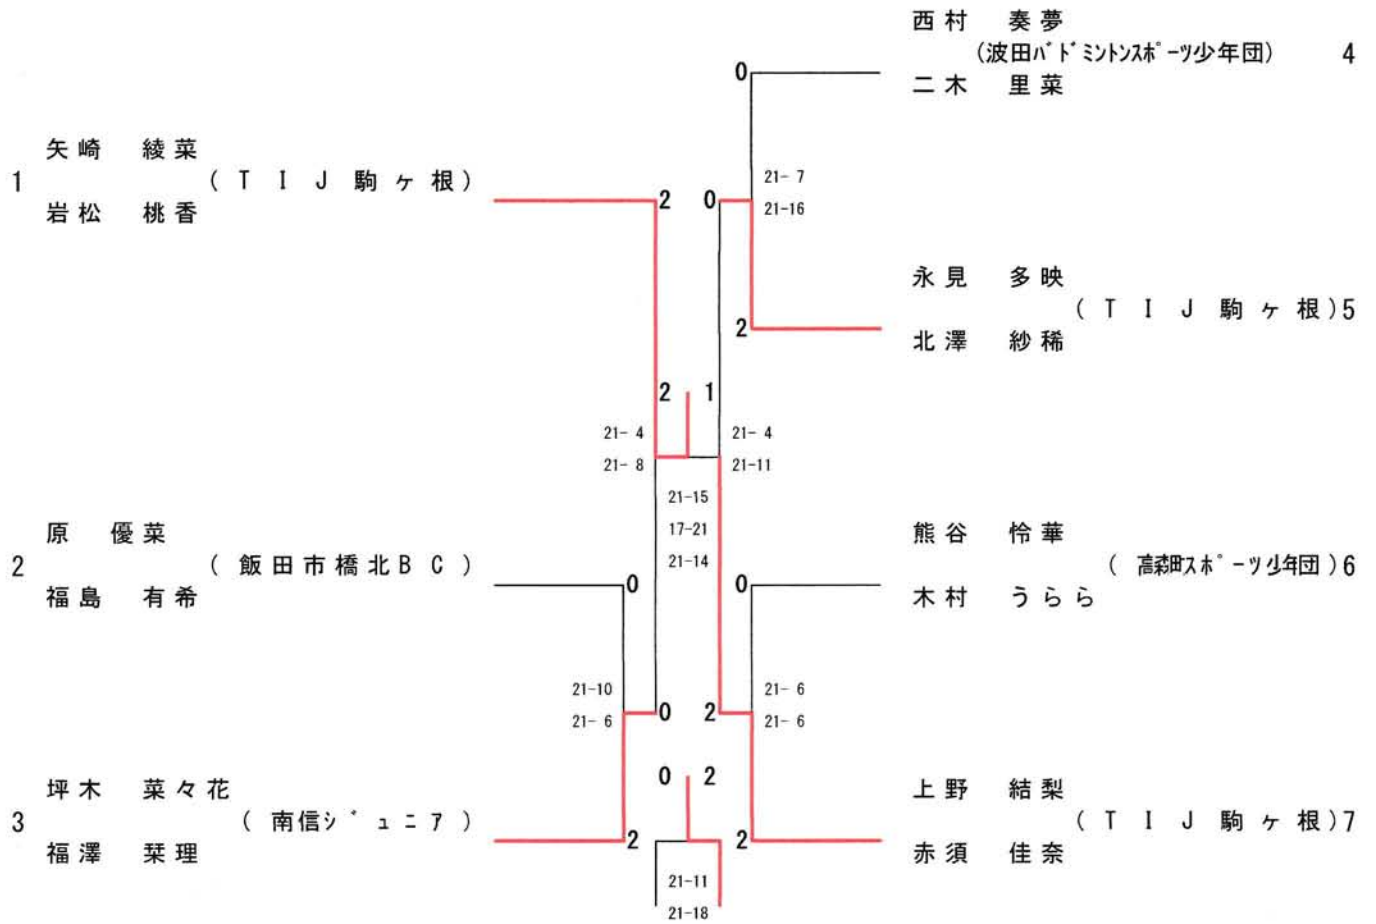 西村 奏夢
(波田バドミントンスポーツ少年団) 4
二木 里菜
0
矢崎 綾菜
1 (TIJ駒ヶ根)
岩松 桃香
2 0
21- 7
21-16
永見 多映
(TIJ駒ヶ根)5
北澤 紗稀
2
2 1
21- 4
21- 8
21- 4
21-11
21-15
17-21
21-14
原 優菜
2 (飯田市橋北BC)
福島 有希
0
熊谷 怜華
(高森町スポーツ少年団)6
木村 うらら
0
21-10
21- 6
0 2
21- 6
21- 6
0 2
坪木 菜々花
3 (南信ジュニア)
福澤 栞理
2
上野 結梨
(TIJ駒ヶ根)7
赤須 佳奈
2
21-11
21-18